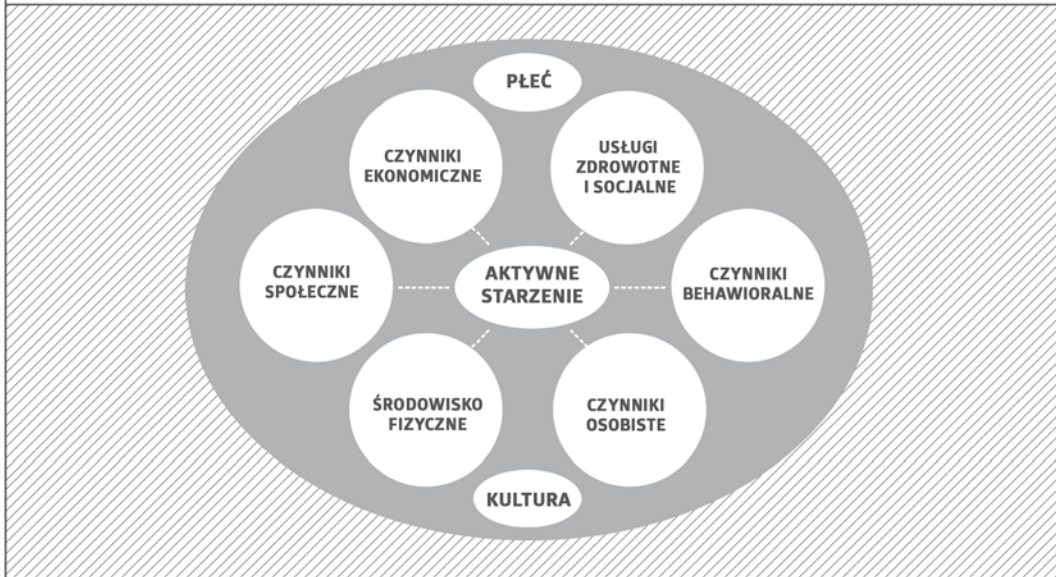 PŁEĆ
CZYNNIKI
EKONOMICZNE
USŁUGI
ZDROWOTNE
I SOCJALNE
CZYNNIKI
SPOŁECZNE
AKTYWNE
STARZENIE
CZYNNIKI
BEHAWIORALNE
ŚRODOWISKO
FIZYCZNE
CZYNNIKI
OSOBISTE
KULTURA